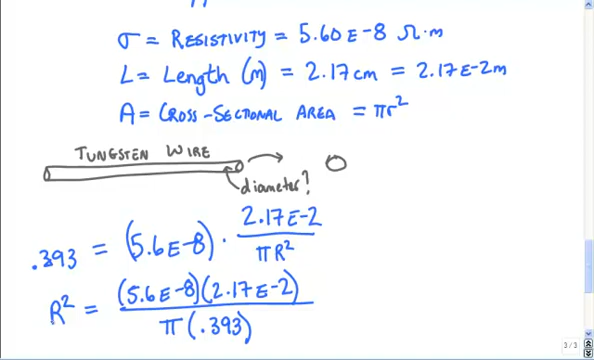 σ = RESISTIVITY = 5.60 E-8 Ω·m
L = Length (m) = 2.17 cm = 2.17 E-2 m
A = CROSS-SECTIONAL AREA = πr²
TUNGSTEN WIRE
diameter?
.393 = (5.6 E-8) · 2.17 E-2 / πR²
R² = (5.6 E-8)(2.17 E-2) / π(.393)
3 / 3